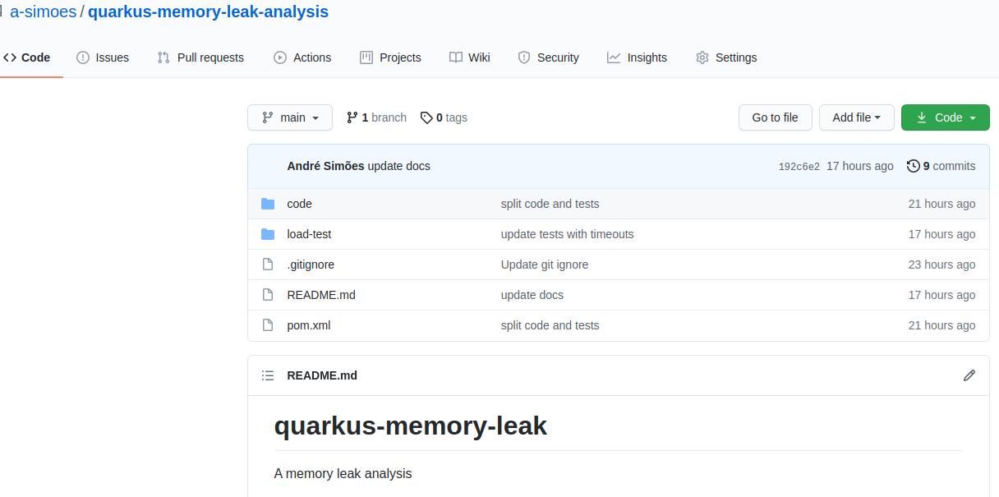 a-simoes / quarkus-memory-leak-analysis
Code Issues Pull requests Actions Projects Wiki Security Insights Settings
main 1 branch 0 tags Go to file Add file Code
André Simões update docs 192c6e2 17 hours ago 9 commits
code split code and tests 21 hours ago
load-test update tests with timeouts 17 hours ago
.gitignore Update git ignore 23 hours ago
README.md update docs 17 hours ago
pom.xml split code and tests 21 hours ago
README.md
quarkus-memory-leak
A memory leak analysis